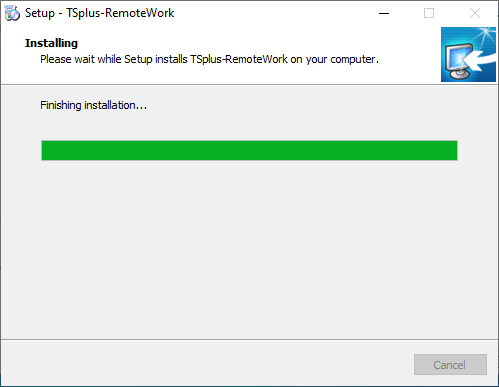 Setup - TSplus-RemoteWork
Installing
Please wait while Setup installs TSplus-RemoteWork on your computer.
Finishing installation...
Cancel